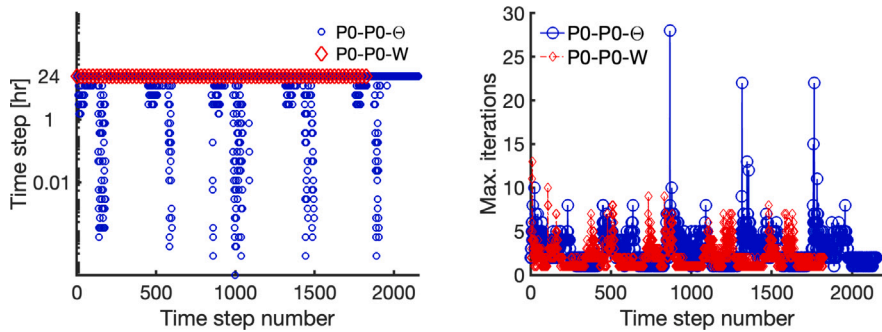 P0-P0-Θ
P0-P0-W
Time step [hr]
24
1
0.01
0
500
1000
1500
2000
Time step number
P0-P0-Θ
P0-P0-W
Max. iterations
30
25
20
15
10
5
0
0
500
1000
1500
2000
Time step number